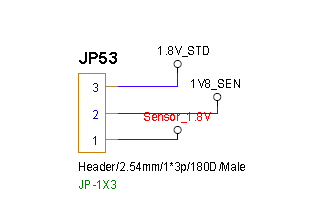 1.8V_STD
JP53
1V8_SEN
3
2
Sensor_1.8V
1
Header/2.54mm/1*3p/180D/Male
JP-1X3